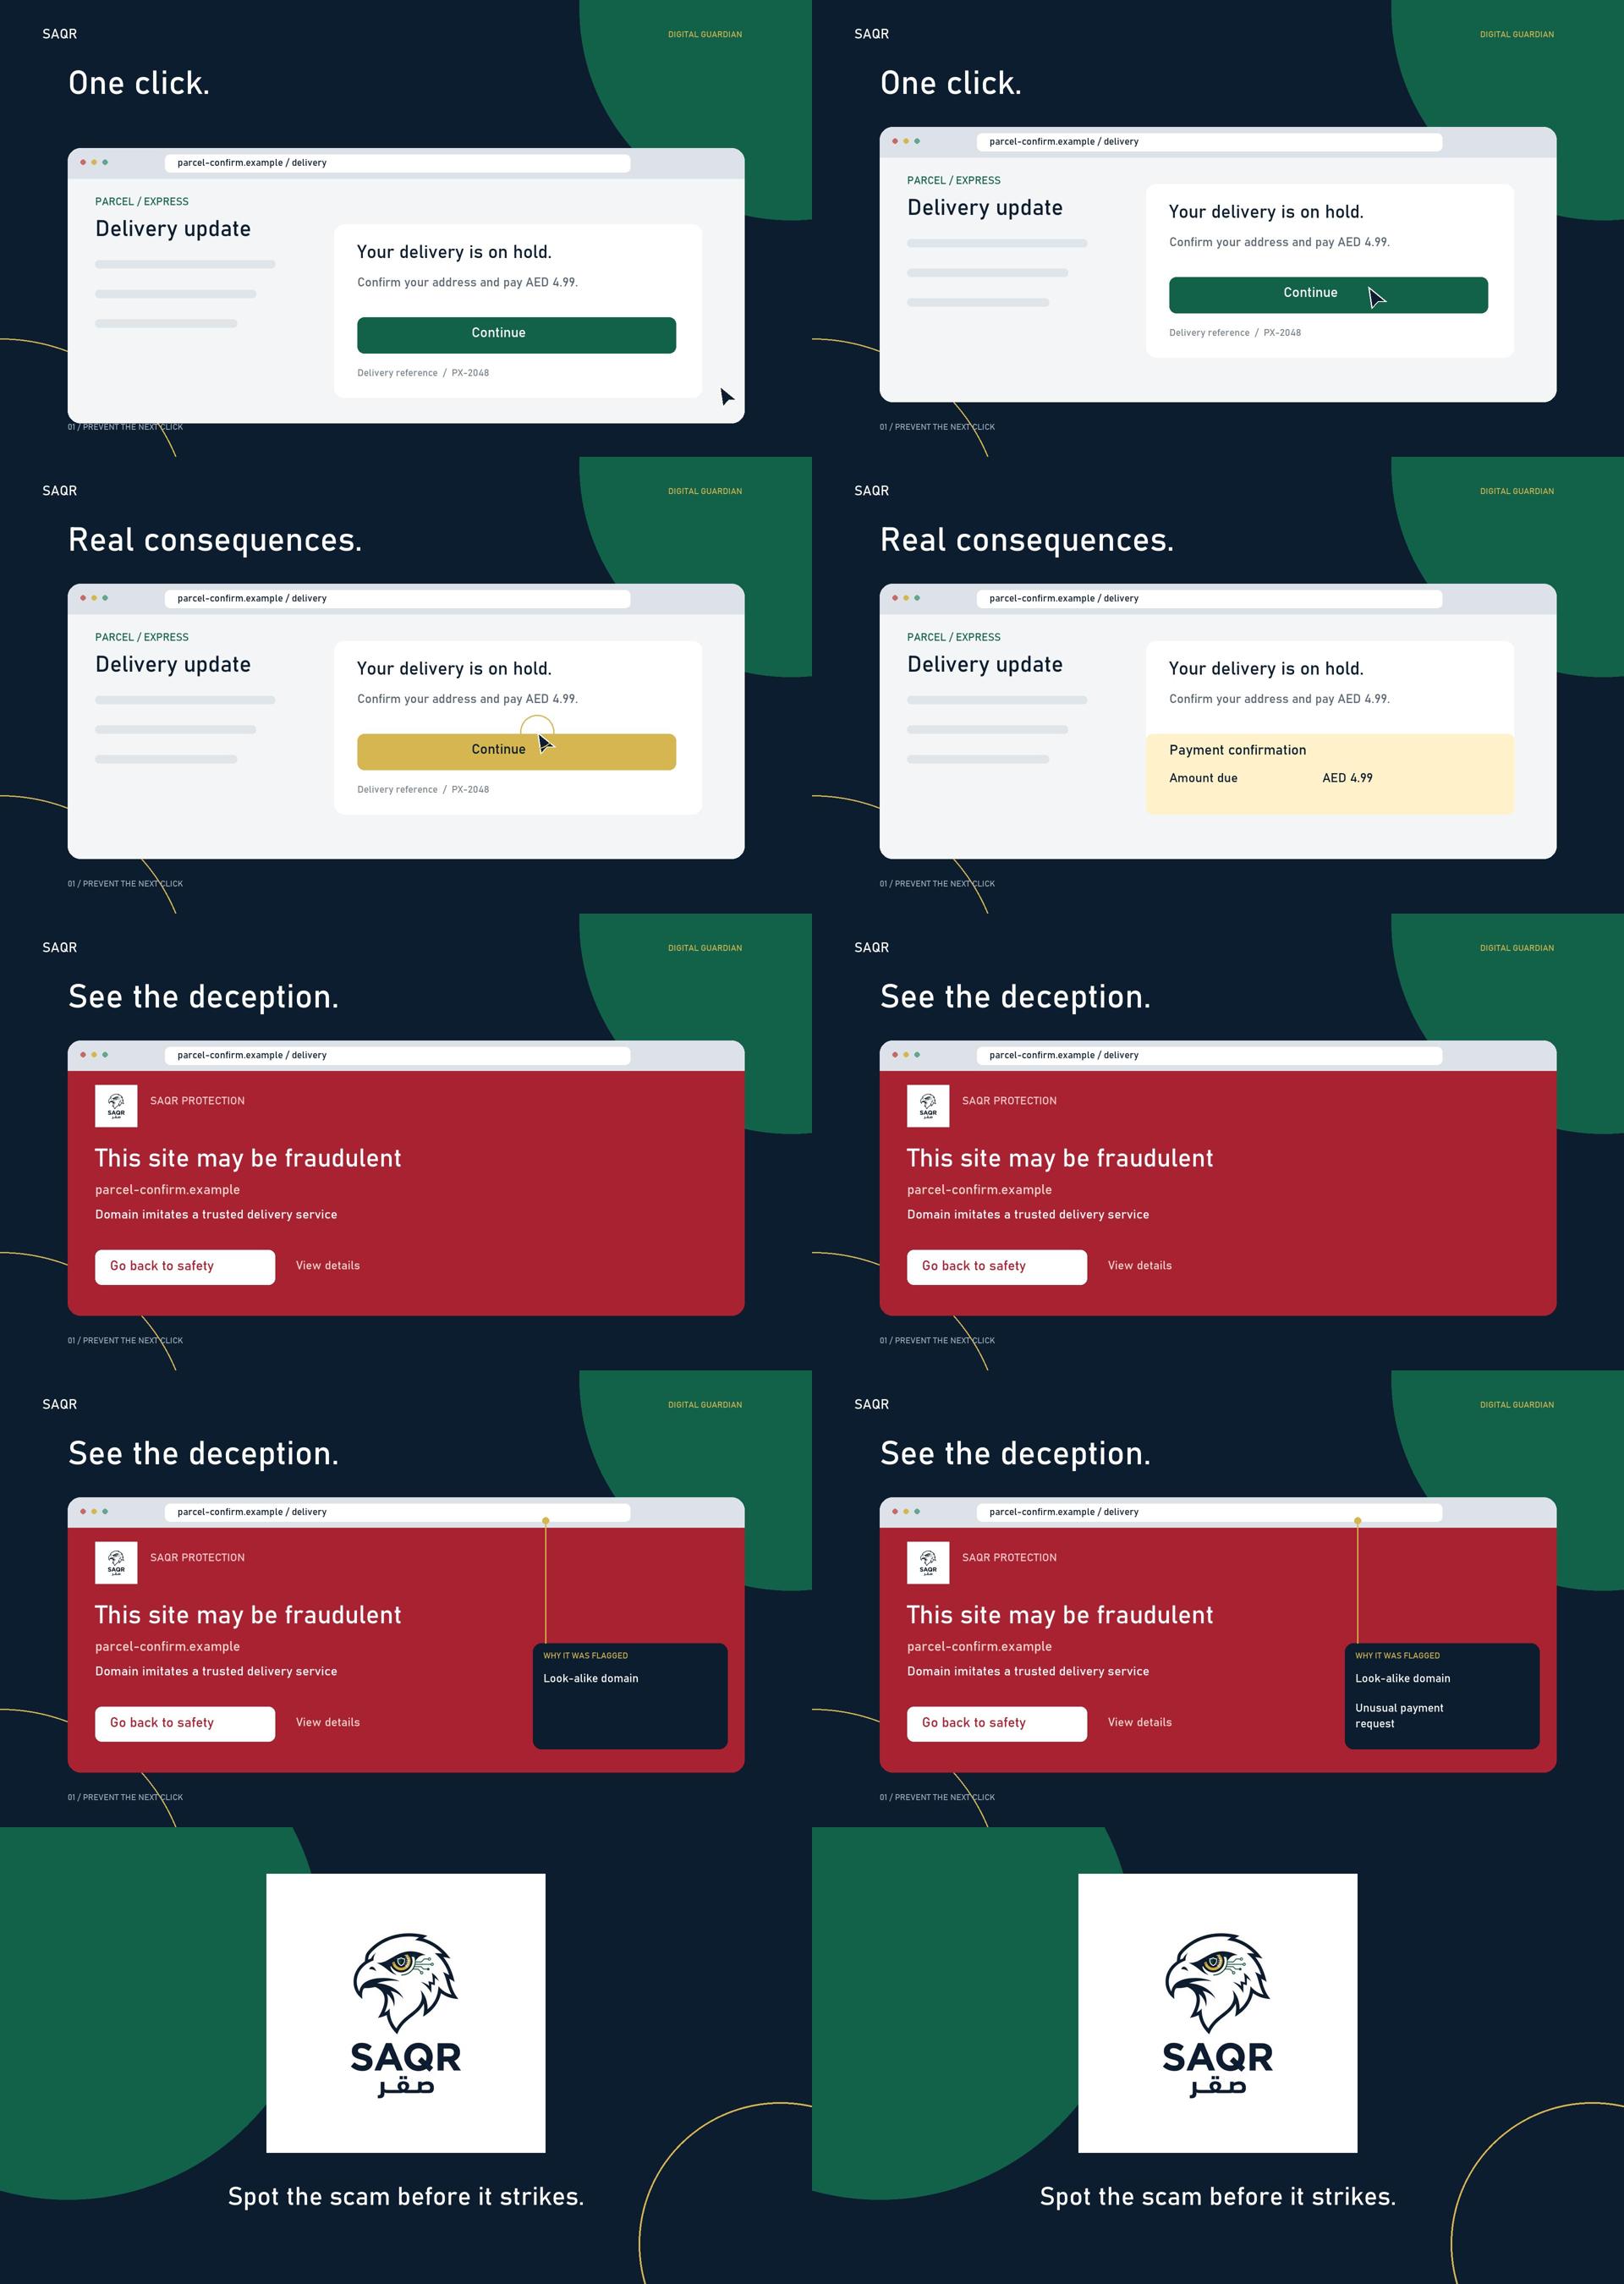 SAQR
DIGITAL GUARDIAN
One click.
parcel-confirm.example / delivery
PARCEL / EXPRESS
Delivery update
Your delivery is on hold.
Confirm your address and pay AED 4.99.
Continue
Delivery reference / PX-2048
01 / PREVENT THE NEXT CLICK
SAQR
DIGITAL GUARDIAN
One click.
parcel-confirm.example / delivery
PARCEL / EXPRESS
Delivery update
Your delivery is on hold.
Confirm your address and pay AED 4.99.
Continue
Delivery reference / PX-2048
01 / PREVENT THE NEXT CLICK
SAQR
DIGITAL GUARDIAN
Real consequences.
parcel-confirm.example / delivery
PARCEL / EXPRESS
Delivery update
Your delivery is on hold.
Confirm your address and pay AED 4.99.
Continue
Delivery reference / PX-2048
01 / PREVENT THE NEXT CLICK
SAQR
DIGITAL GUARDIAN
Real consequences.
parcel-confirm.example / delivery
PARCEL / EXPRESS
Delivery update
Your delivery is on hold.
Confirm your address and pay AED 4.99.
Payment confirmation
Amount due AED 4.99
01 / PREVENT THE NEXT CLICK
SAQR
DIGITAL GUARDIAN
See the deception.
parcel-confirm.example / delivery
SAQR
صقر
SAQR PROTECTION
This site may be fraudulent
parcel-confirm.example
Domain imitates a trusted delivery service
Go back to safety
View details
01 / PREVENT THE NEXT CLICK
SAQR
DIGITAL GUARDIAN
See the deception.
parcel-confirm.example / delivery
SAQR
صقر
SAQR PROTECTION
This site may be fraudulent
parcel-confirm.example
Domain imitates a trusted delivery service
Go back to safety
View details
01 / PREVENT THE NEXT CLICK
SAQR
DIGITAL GUARDIAN
See the deception.
parcel-confirm.example / delivery
SAQR
صقر
SAQR PROTECTION
This site may be fraudulent
parcel-confirm.example
Domain imitates a trusted delivery service
Go back to safety
View details
WHY IT WAS FLAGGED
Look-alike domain
01 / PREVENT THE NEXT CLICK
SAQR
DIGITAL GUARDIAN
See the deception.
parcel-confirm.example / delivery
SAQR
صقر
SAQR PROTECTION
This site may be fraudulent
parcel-confirm.example
Domain imitates a trusted delivery service
Go back to safety
View details
WHY IT WAS FLAGGED
Look-alike domain
Unusual payment
request
01 / PREVENT THE NEXT CLICK
SAQR
صقر
Spot the scam before it strikes.
SAQR
صقر
Spot the scam before it strikes.